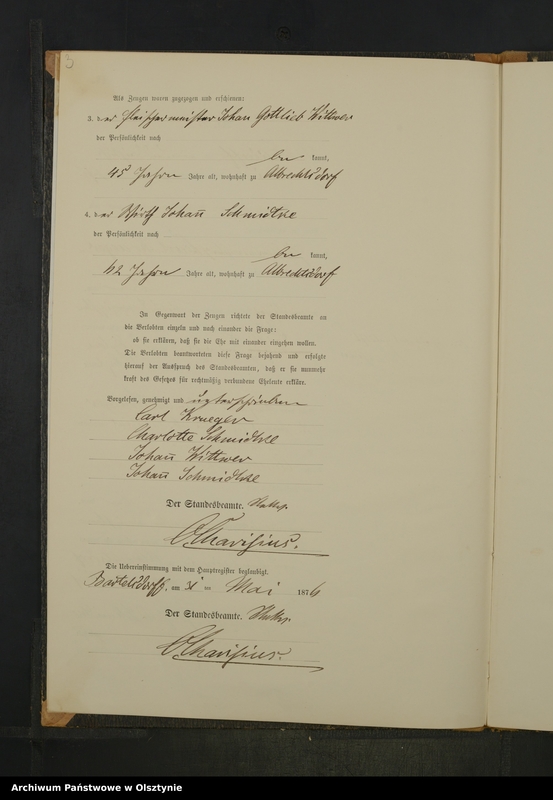 5
Als Zeugen waren zugezogen und erschienen:
3. der Fleischermeister Johan Gottlieb Wittwer
der Persönlichkeit nach
be kannt,
45 Jahre Jahre alt, wohnhaft zu Albrechtsdorf
4. der Wirth Johan̄ Schmidtke
der Persönlichkeit nach
be kannt,
42 Jahre Jahre alt, wohnhaft zu Albrechtsdorf
In Gegenwart der Zeugen richtete der Standesbeamte an
die Verlobten einzeln und nach einander die Frage:
ob sie erklären, daß sie die Ehe mit einander eingehen wollen.
Die Verlobten beantworteten diese Frage bejahend und erfolgte
hierauf der Ausspruch des Standesbeamten, daß er sie nunmehr
kraft des Gesetzes für rechtmäßig verbundene Eheleute erkläre.
Vorgelesen, genehmigt und unterschrieben
Carl Krueger
Charlotte Schmidtke
Johan̄ Wittwer
Johan̄ Schmidtke
Der Standesbeamte.
Die Uebereinstimmung mit dem Hauptregister beglaubigt.
Bartelsdorff, am ten Mai 1876
Der Standesbeamte.
Archiwum Państwowe w Olsztynie